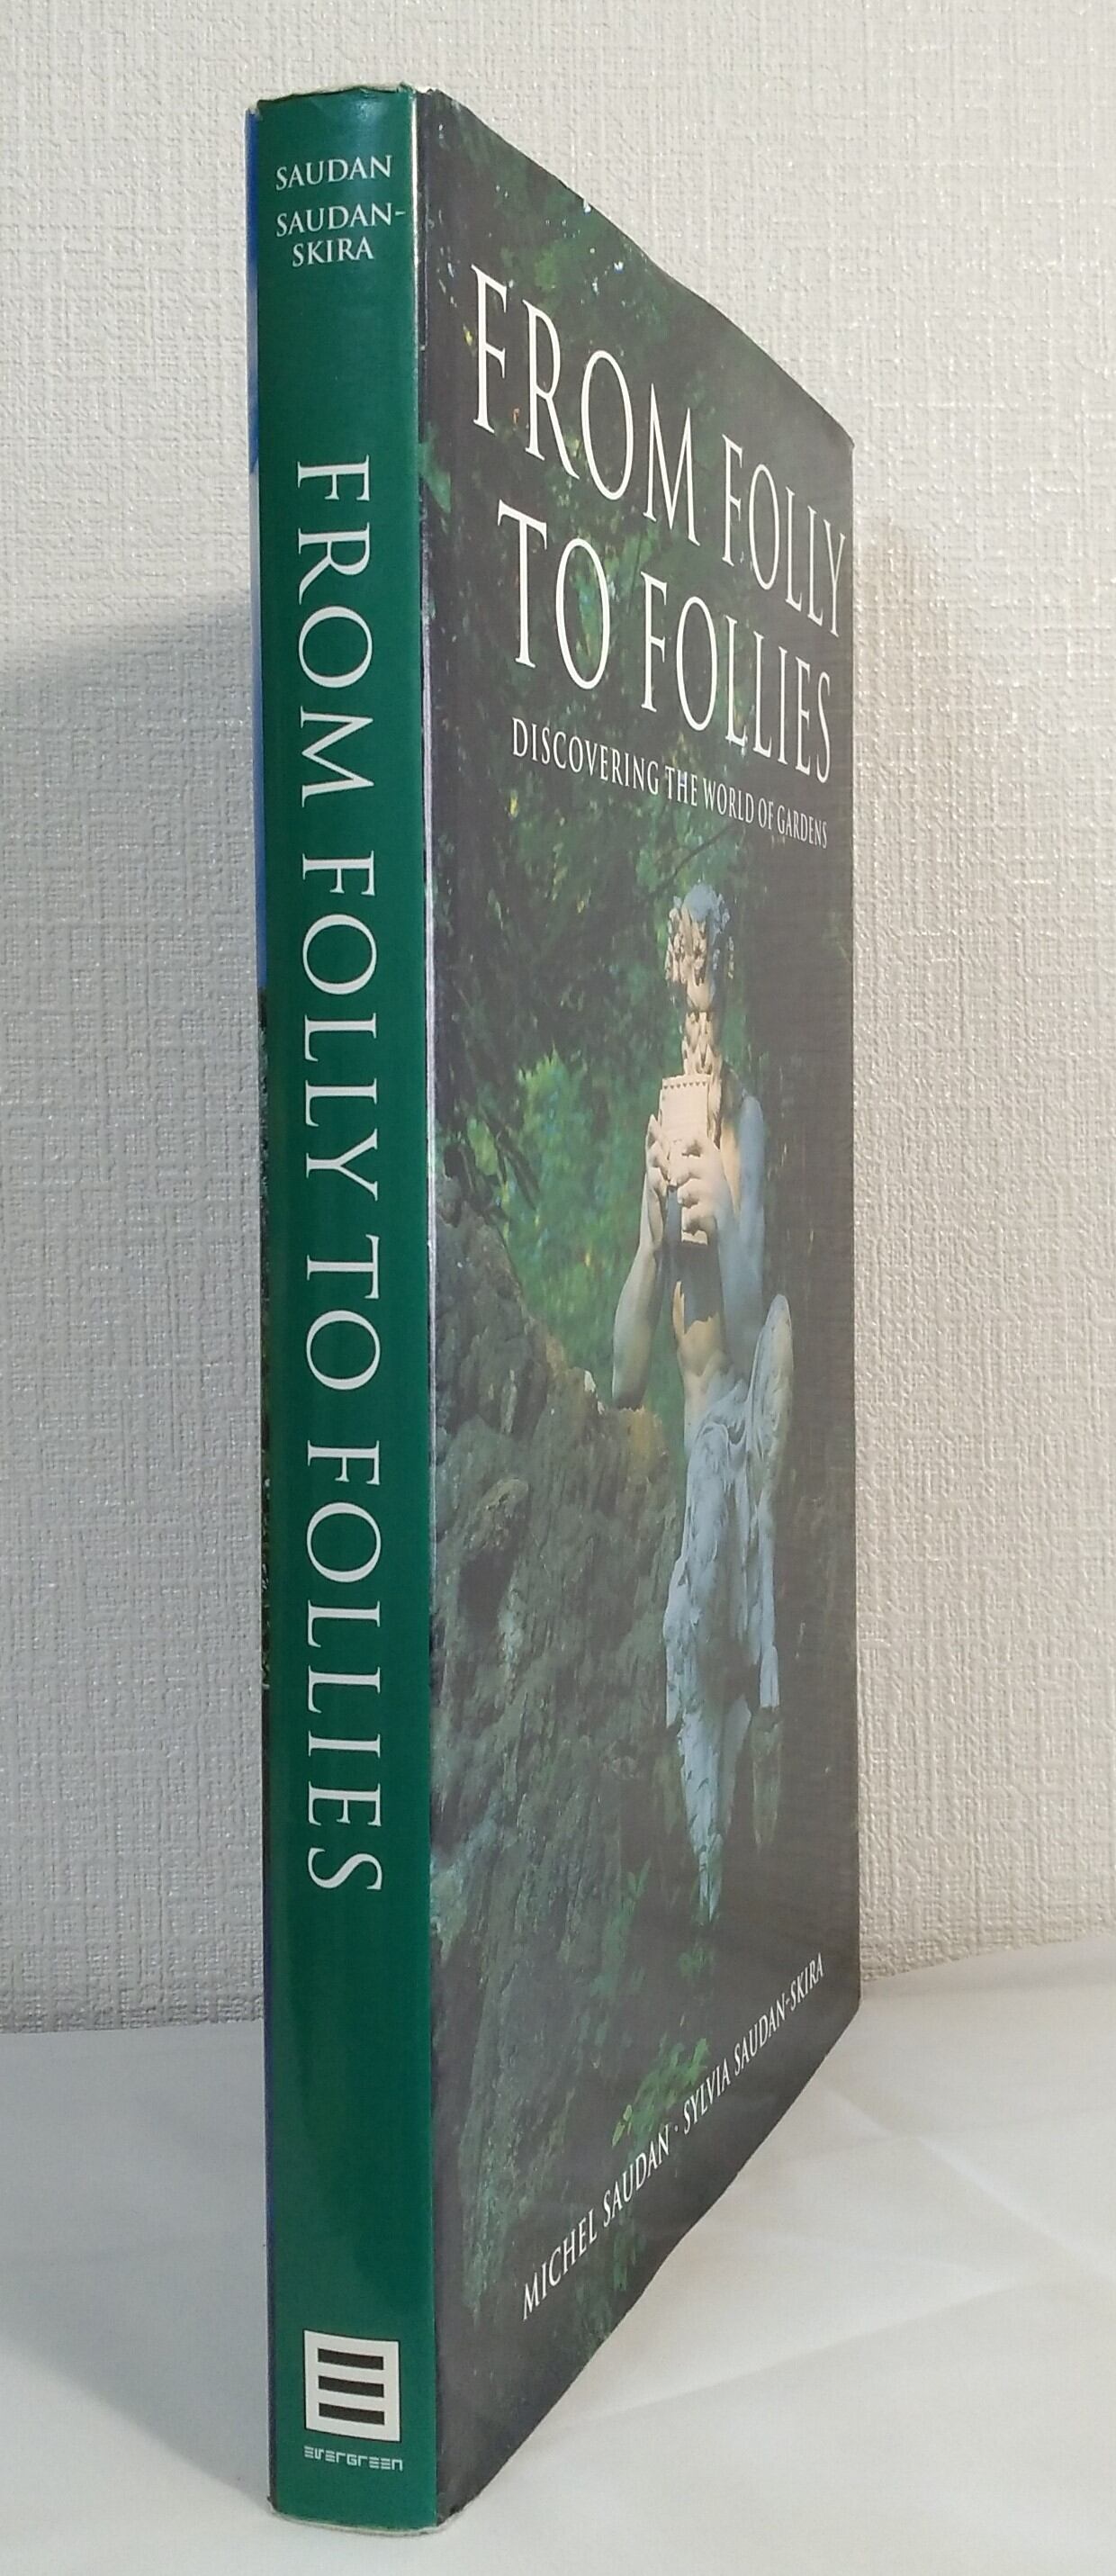 SAUDAN
SAUDAN-
SKIRA
FROM FOLLY TO FOLLIES
evergreen
FROM FOLLY
TO FOLLIES
DISCOVERING THE WORLD OF GARDENS
MICHEL SAUDAN · SYLVIA SAUDAN-SKIRA